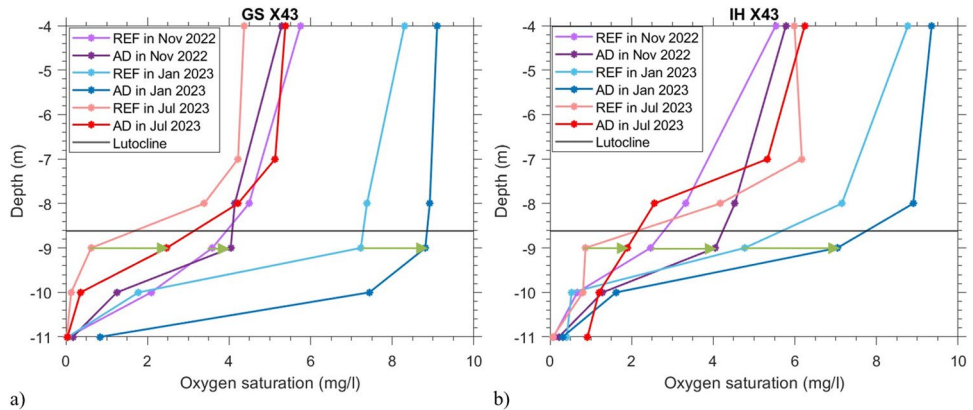 GS X43
-4
-5
-6
-7
-8
-9
-10
-11
Depth (m)
REF in Nov 2022
AD in Nov 2022
REF in Jan 2023
AD in Jan 2023
REF in Jul 2023
AD in Jul 2023
Lutocline
0 2 4 6 8 10
Oxygen saturation (mg/l)
a)
IH X43
-4
-5
-6
-7
-8
-9
-10
-11
Depth (m)
REF in Nov 2022
AD in Nov 2022
REF in Jan 2023
AD in Jan 2023
REF in Jul 2023
AD in Jul 2023
Lutocline
0 2 4 6 8 10
Oxygen saturation (mg/l)
b)